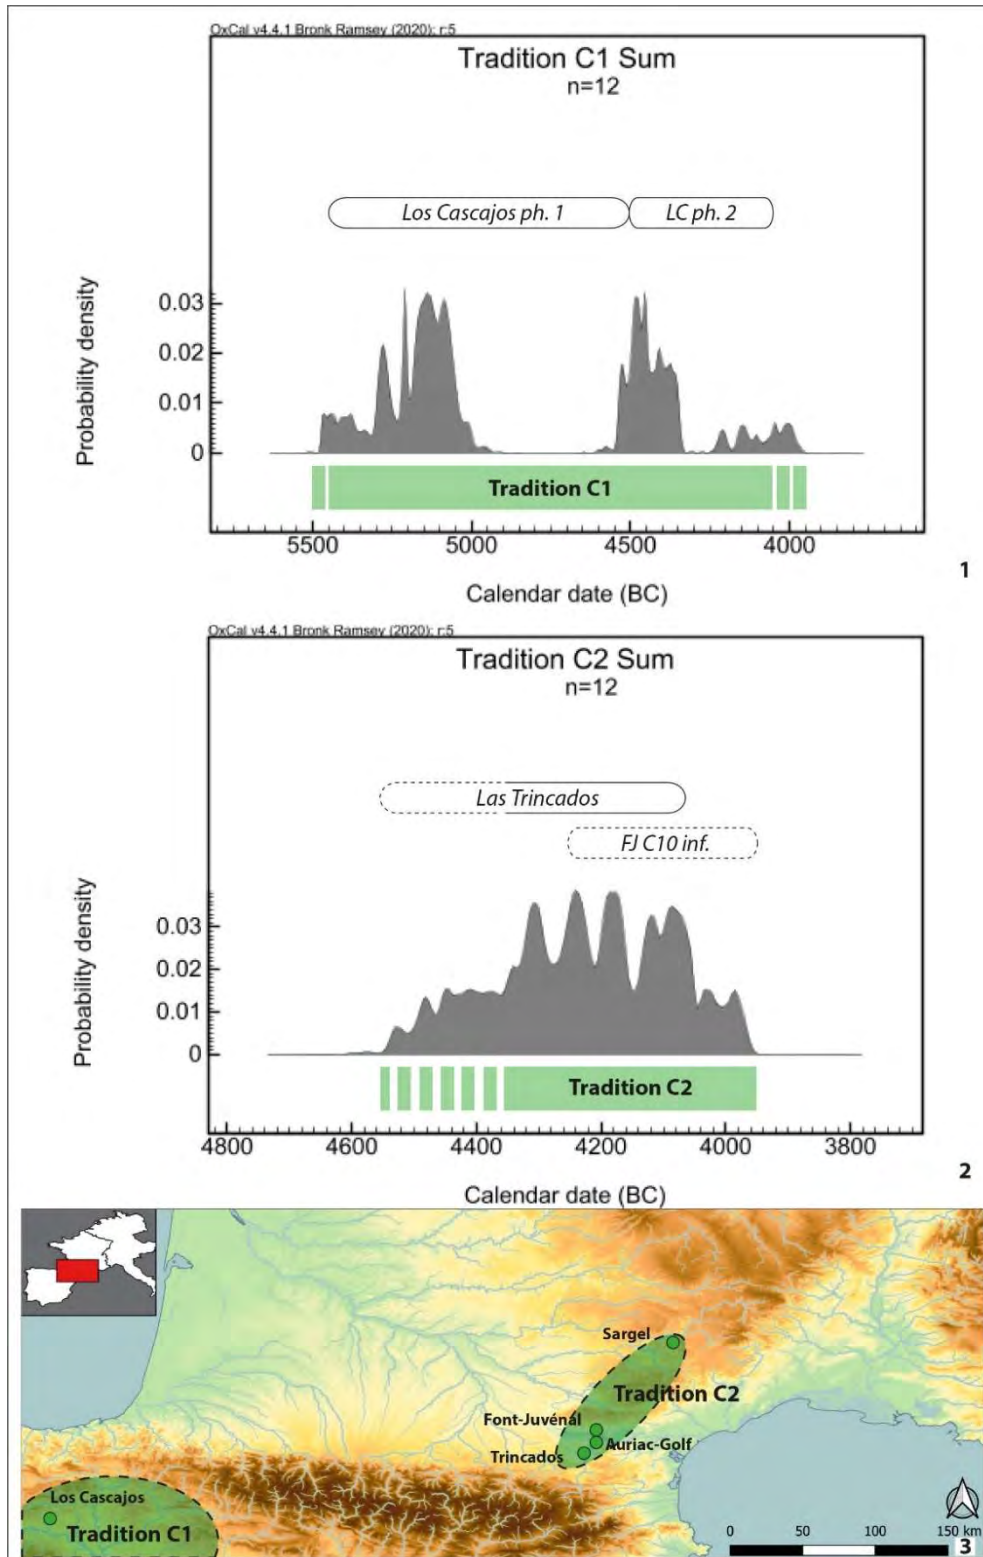 OxCal v4.4.1 Bronk Ramsey (2020); r:5
Tradition C1 Sum
n=12
Los Cascajos ph. 1
LC ph. 2
Probability density
0.03
0.02
0.01
0
Tradition C1
5500 5000 4500 4000
Calendar date (BC)
1
OxCal v4.4.1 Bronk Ramsey (2020); r:5
Tradition C2 Sum
n=12
Las Trincados
FJ C10 inf.
Probability density
0.03
0.02
0.01
0
Tradition C2
4800 4600 4400 4200 4000 3800
Calendar date (BC)
2
Sargel
Tradition C2
Font-Juvénal
Auriac-Golf
Trincados
Los Cascajos
Tradition C1
0 50 100 150 km
3